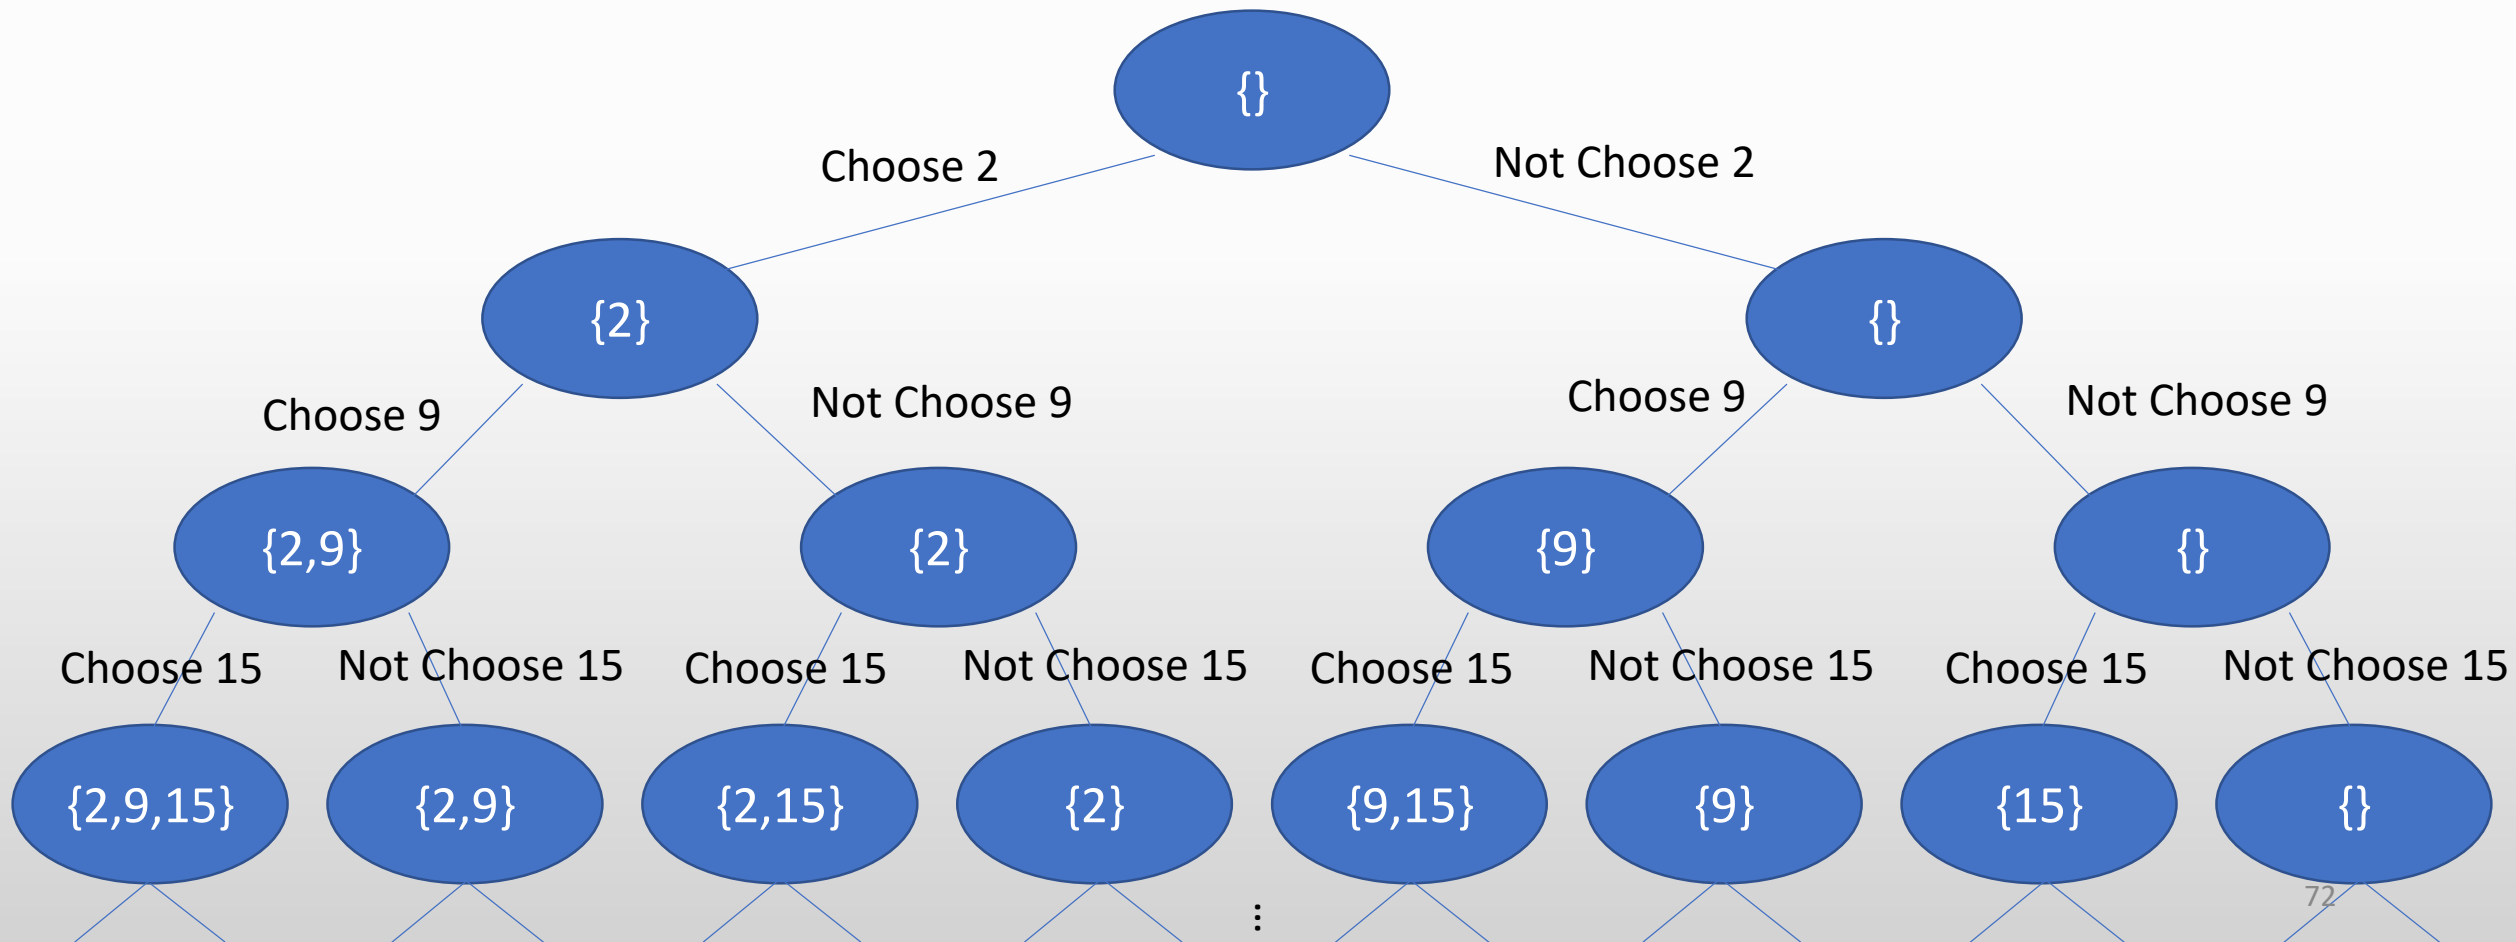 {}
Choose 2
Not Choose 2
{2}
{}
Choose 9
Not Choose 9
Choose 9
Not Choose 9
{2,9}
{2}
{9}
{}
Choose 15
Not Choose 15
Choose 15
Not Choose 15
Choose 15
Not Choose 15
Choose 15
Not Choose 15
{2,9,15}
{2,9}
{2,15}
{2}
{9,15}
{9}
{15}
{}
72
⋮